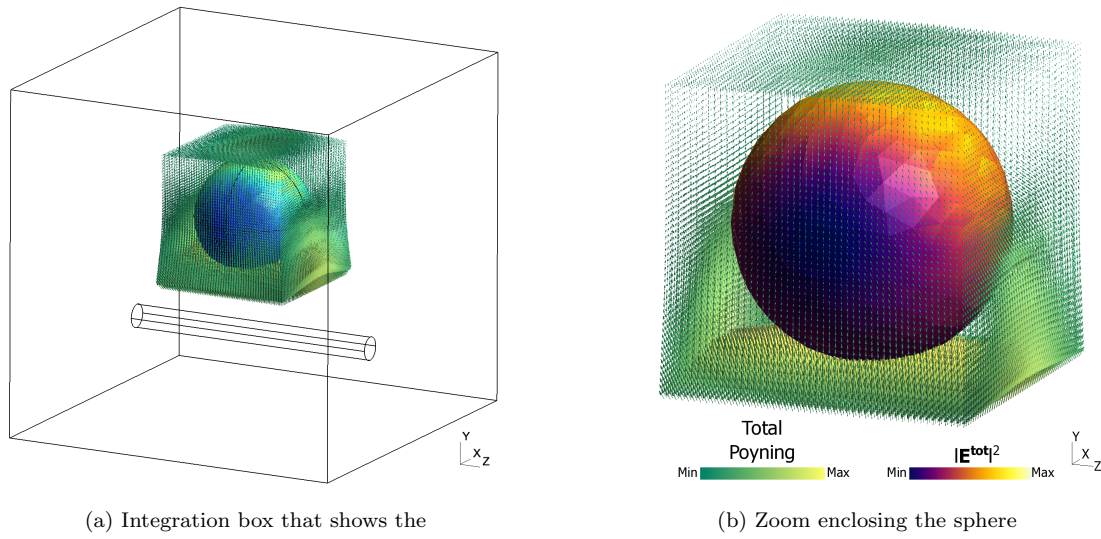 Y
X
Z
Total
Poyning
Min
Max
|E^tot|^2
Min
Max
Y
X
Z
(a) Integration box that shows the
(b) Zoom enclosing the sphere